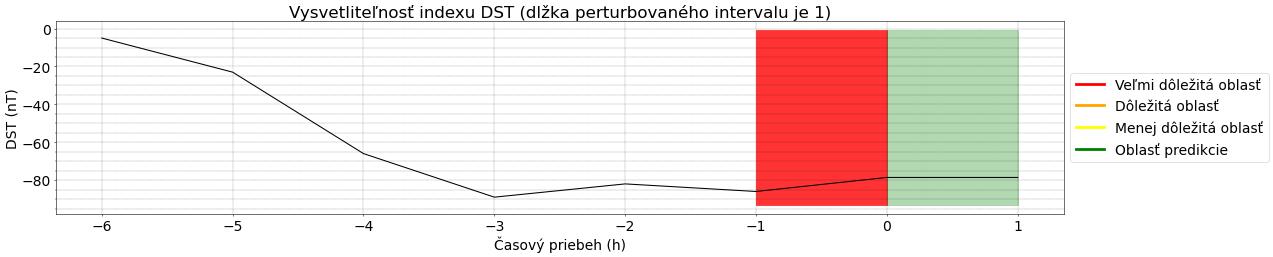 Vysvetliteľnosť indexu DST (dĺžka perturbovaného intervalu je 1)
DST (nT)
0
−20
−40
−60
−80
−6 −5 −4 −3 −2 −1 0 1
Časový priebeh (h)
Veľmi dôležitá oblasť
Dôležitá oblasť
Menej dôležitá oblasť
Oblasť predikcie